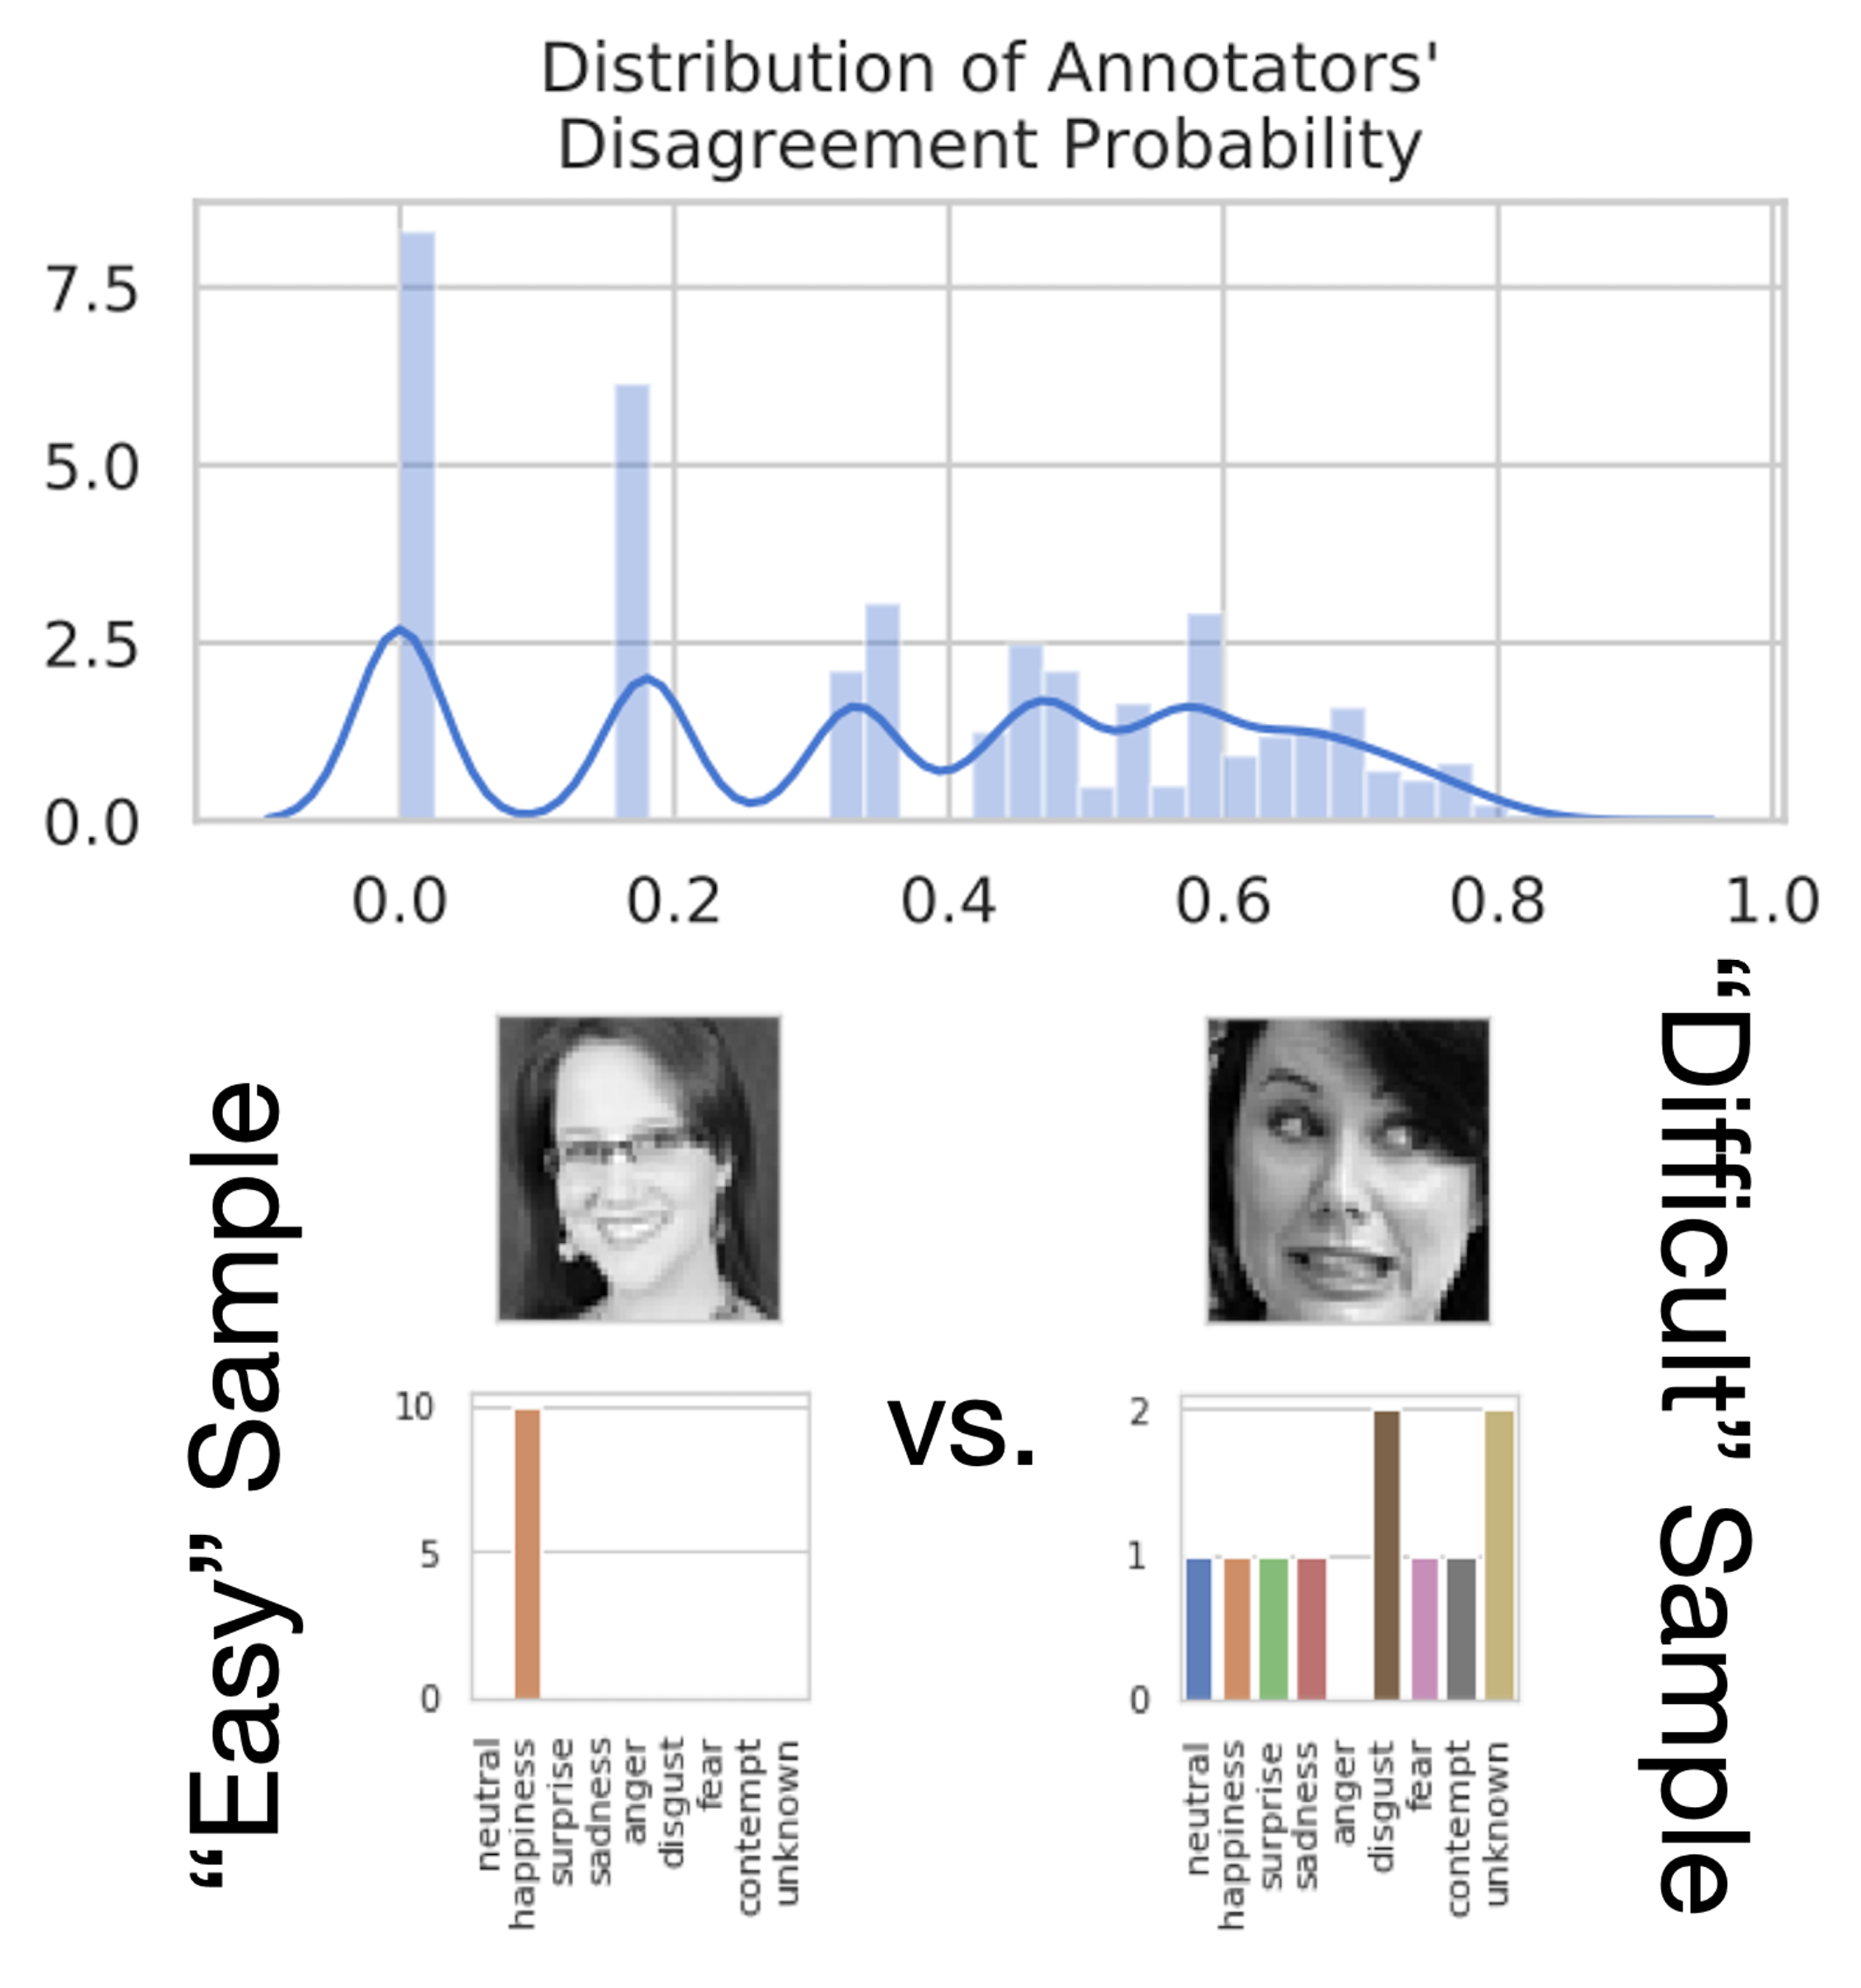 Distribution of Annotators'
Disagreement Probability
7.5
5.0
2.5
0.0
0.0 0.2 0.4 0.6 0.8 1.0
“Easy” Sample
10
5
0
neutral
happiness
surprise
sadness
anger
disgust
fear
contempt
unknown
vs.
2
1
0
neutral
happiness
surprise
sadness
anger
disgust
fear
contempt
unknown
“Difficult” Sample